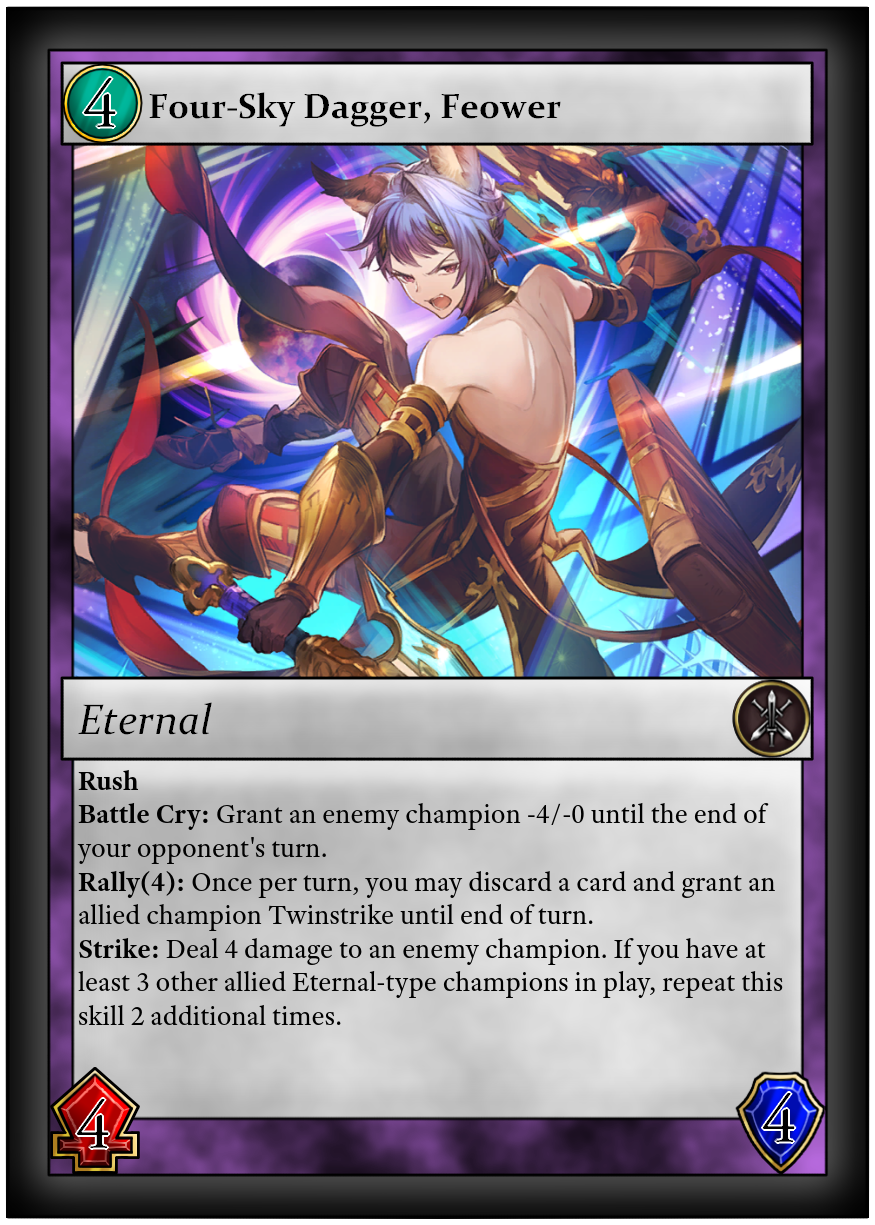 4
Four-Sky Dagger, Feower
Eternal
Rush
Battle Cry: Grant an enemy champion -4/-0 until the end of
your opponent's turn.
Rally(4): Once per turn, you may discard a card and grant an
allied champion Twinstrike until end of turn.
Strike: Deal 4 damage to an enemy champion. If you have at
least 3 other allied Eternal-type champions in play, repeat this
skill 2 additional times.
4
4